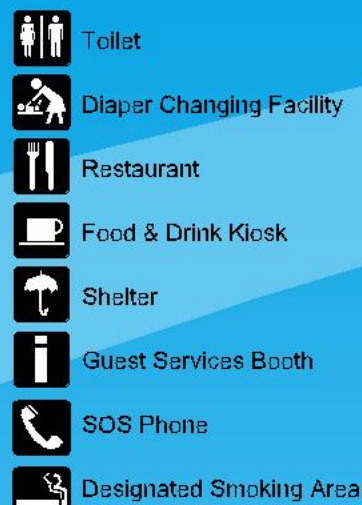 Toilet
Diaper Changing Facility
Restaurant
Food & Drink Kiosk
Shelter
Guest Services Booth
SOS Phone
Designated Smoking Area